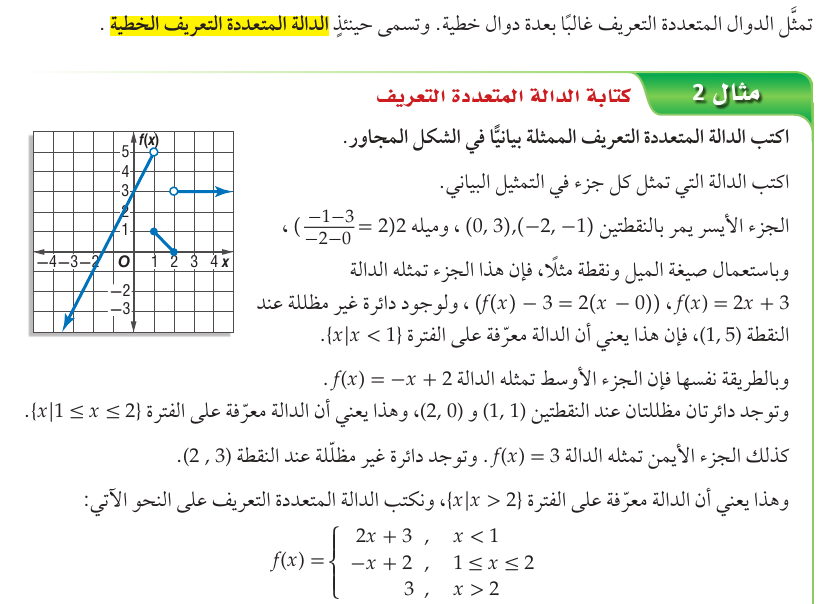 تمثَّل الدوال المتعددة التعريف غالبًا بعدة دوال خطية. وتسمى حينئذٍ الدالة المتعددة التعريف الخطية .
مثال 2 كتابة الدالة المتعددة التعريف
اكتب الدالة المتعددة التعريف الممثلة بيانيًّا في الشكل المجاور.
f(x)
5
4
3
2
1
−4 −3 −2 O 1 2 3 4 x
−2
−3
اكتب الدالة التي تمثل كل جزء في التمثيل البياني.
الجزء الأيسر يمر بالنقطتين (0, 3),(−2, −1) ، وميله 2(2 = \frac{−1−3}{−2−0}) ،
وباستعمال صيغة الميل ونقطة مثلًا، فإن هذا الجزء تمثله الدالة
f(x) = 2x + 3 ، (f(x) − 3 = 2(x − 0)) ، ولوجود دائرة غير مظللة عند
النقطة (1, 5)، فإن هذا يعني أن الدالة معرّفة على الفترة {x|x < 1}.
وبالطريقة نفسها فإن الجزء الأوسط تمثله الدالة f(x) = −x + 2 .
وتوجد دائرتان مظللتان عند النقطتين (1, 1) و (2, 0)، وهذا يعني أن الدالة معرّفة على الفترة {x|1 ≤ x ≤ 2}.
كذلك الجزء الأيمن تمثله الدالة f(x) = 3 . وتوجد دائرة غير مظلّلة عند النقطة (2 , 3).
وهذا يعني أن الدالة معرّفة على الفترة {x|x > 2}، ونكتب الدالة المتعددة التعريف على النحو الآتي:
2x + 3 , x < 1
f(x) = { −x + 2 , 1 ≤ x ≤ 2
3 , x > 2